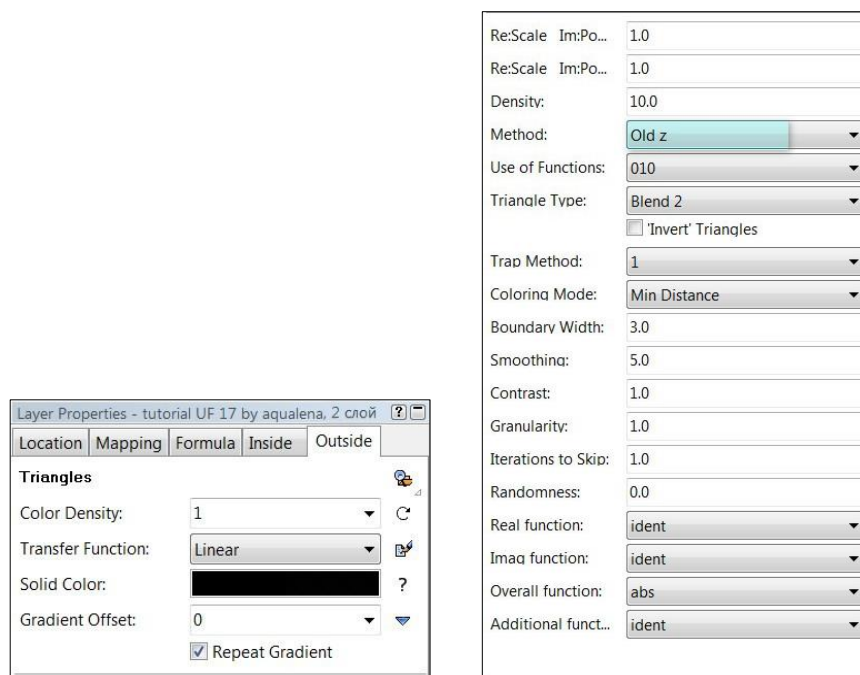 Layer Properties - tutorial UF 17 by aqualena, 2 слой
Location Mapping Formula Inside Outside
Triangles
Color Density: 1
Transfer Function: Linear
Solid Color: ?
Gradient Offset: 0
Repeat Gradient
Re:Scale Im:Po... 1.0
Re:Scale Im:Po... 1.0
Density: 10.0
Method: Old z
Use of Functions: 010
Triangle Type: Blend 2
'Invert' Triangles
Trap Method: 1
Coloring Mode: Min Distance
Boundary Width: 3.0
Smoothing: 5.0
Contrast: 1.0
Granularity: 1.0
Iterations to Skip: 1.0
Randomness: 0.0
Real function: ident
Imag function: ident
Overall function: abs
Additional funct... ident